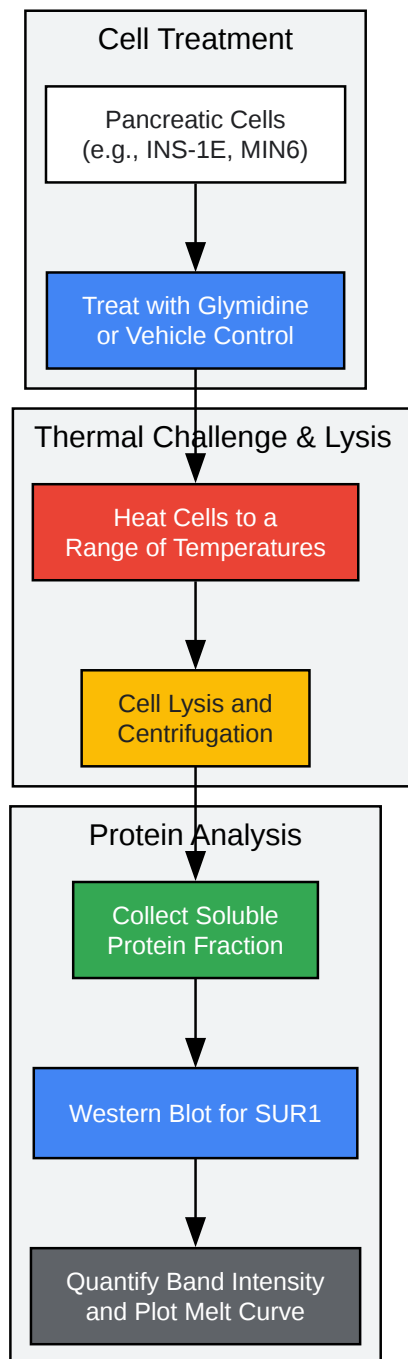 Cell Treatment
Pancreatic Cells
(e.g., INS-1E, MIN6)
Treat with Glymidine
or Vehicle Control
Thermal Challenge & Lysis
Heat Cells to a
Range of Temperatures
Cell Lysis and
Centrifugation
Protein Analysis
Collect Soluble
Protein Fraction
Western Blot for SUR1
Quantify Band Intensity
and Plot Melt Curve